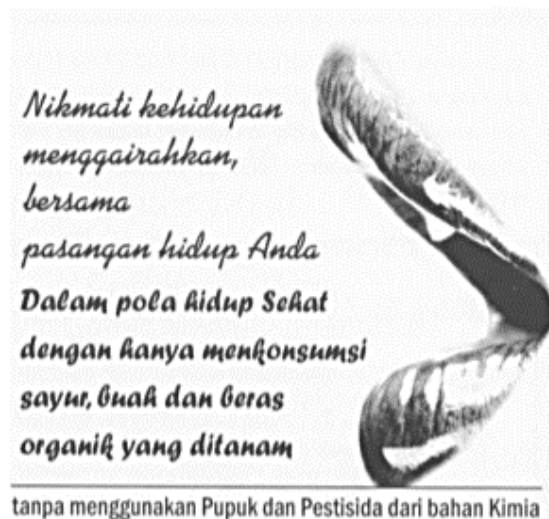 Nikmati kehidupan
menggairahkan,
bersama
pasangan hidup Anda
Dalam pola hidup Sehat
dengan hanya menkonsumsi
sayur, buah dan beras
organik yang ditanam
tanpa menggunakan Pupuk dan Pestisida dari bahan Kimia